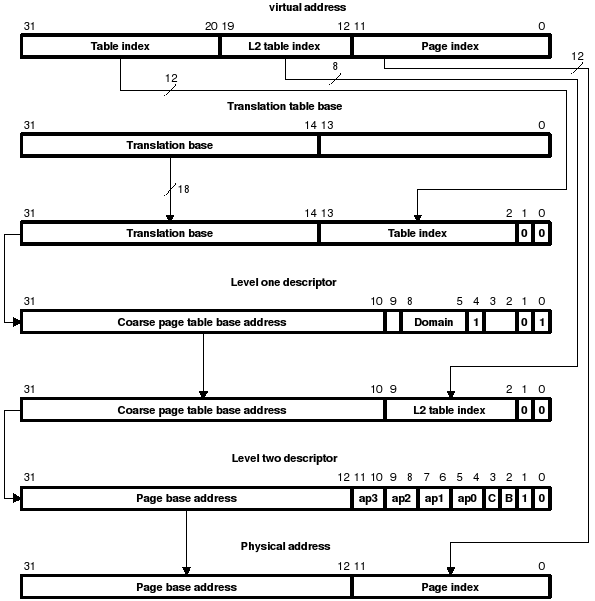 virtual address
31 20 19 12 11 0
Table index L2 table index Page index
12 8 12
Translation table base
31 14 13 0
Translation base
18
31 14 13 2 1 0
Translation base Table index 0 0
Level one descriptor
31 10 9 8 5 4 3 2 1 0
Coarse page table base address Domain 1 0 1
31 10 9 2 1 0
Coarse page table base address L2 table index 0 0
Level two descriptor
31 12 11 10 9 8 7 6 5 4 3 2 1 0
Page base address ap3 ap2 ap1 ap0 C B 1 0
Physical address
31 12 11 0
Page base address Page index